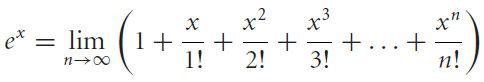 e^x = lim_{n→∞} (1 + x/1! + x^2/2! + x^3/3! + . . . + x^n/n!)